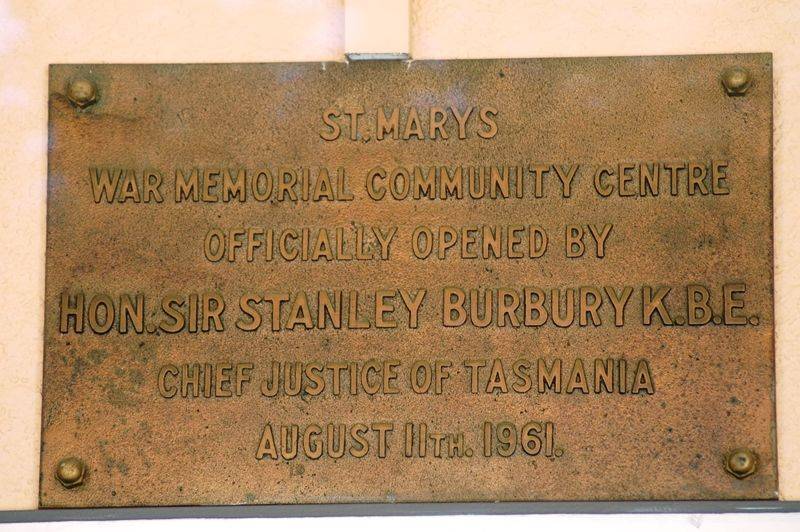 ST. MARYS
WAR MEMORIAL COMMUNITY CENTRE
OFFICIALLY OPENED BY
HON. SIR STANLEY BURBURY K.B.E.
CHIEF JUSTICE OF TASMANIA
AUGUST 11TH. 1961.